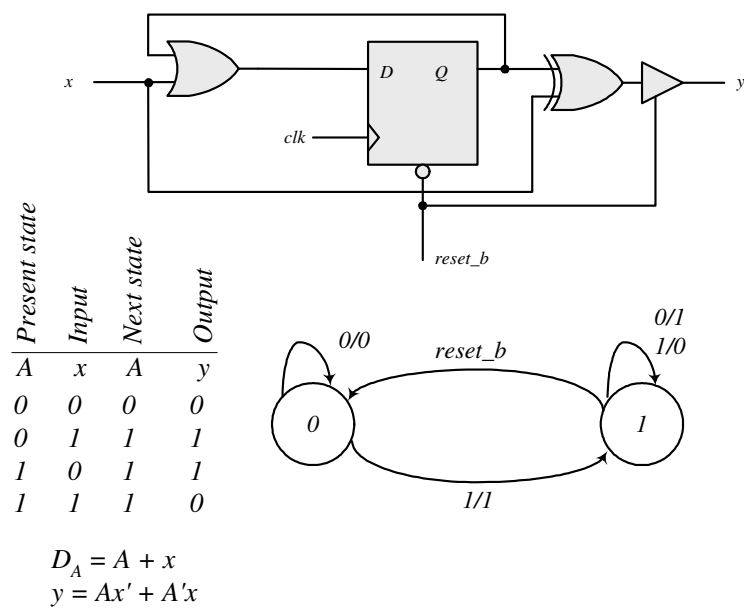 x
D Q
y
clk
reset_b
Present state
Input
Next state
Output
A x A y
0 0 0 0
0 1 1 1
1 0 1 1
1 1 1 0
0/0
reset_b
0/1
1/0
0
1
1/1
D_A = A + x
y = Ax' + A'x